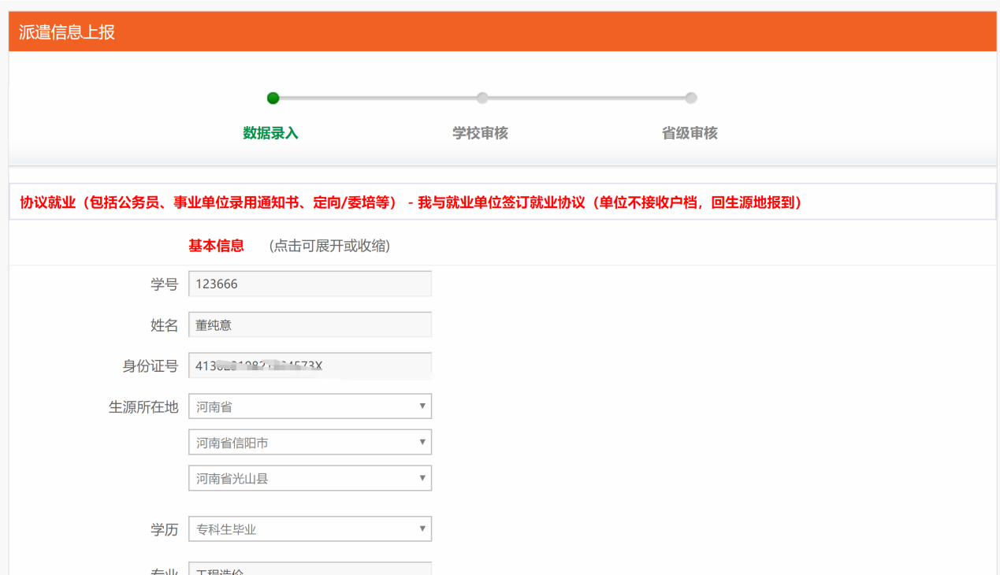 派遣信息上报
数据录入 学校审核 省级审核
协议就业（包括公务员、事业单位录用通知书、定向/委培等） - 我与就业单位签订就业协议（单位不接收户档，回生源地报到）
基本信息 (点击可展开或收缩)
学号 123666
姓名 董纯意
身份证号
生源所在地 河南省
河南省信阳市
河南省光山县
学历 专科生毕业
专业 工程造价